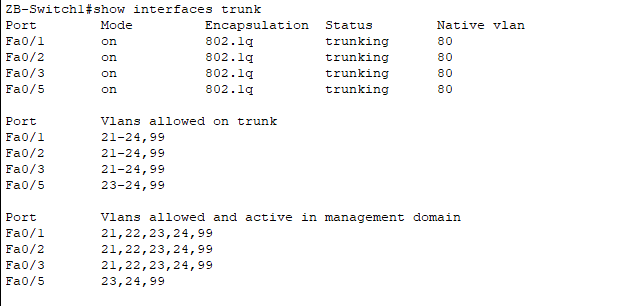 ZB-Switch1#show interfaces trunk
Port        Mode         Encapsulation  Status        Native vlan
Fa0/1       on           802.1q         trunking      80
Fa0/2       on           802.1q         trunking      80
Fa0/3       on           802.1q         trunking      80
Fa0/5       on           802.1q         trunking      80
Port        Vlans allowed on trunk
Fa0/1       21-24,99
Fa0/2       21-24,99
Fa0/3       21-24,99
Fa0/5       23-24,99
Port        Vlans allowed and active in management domain
Fa0/1       21,22,23,24,99
Fa0/2       21,22,23,24,99
Fa0/3       21,22,23,24,99
Fa0/5       23,24,99